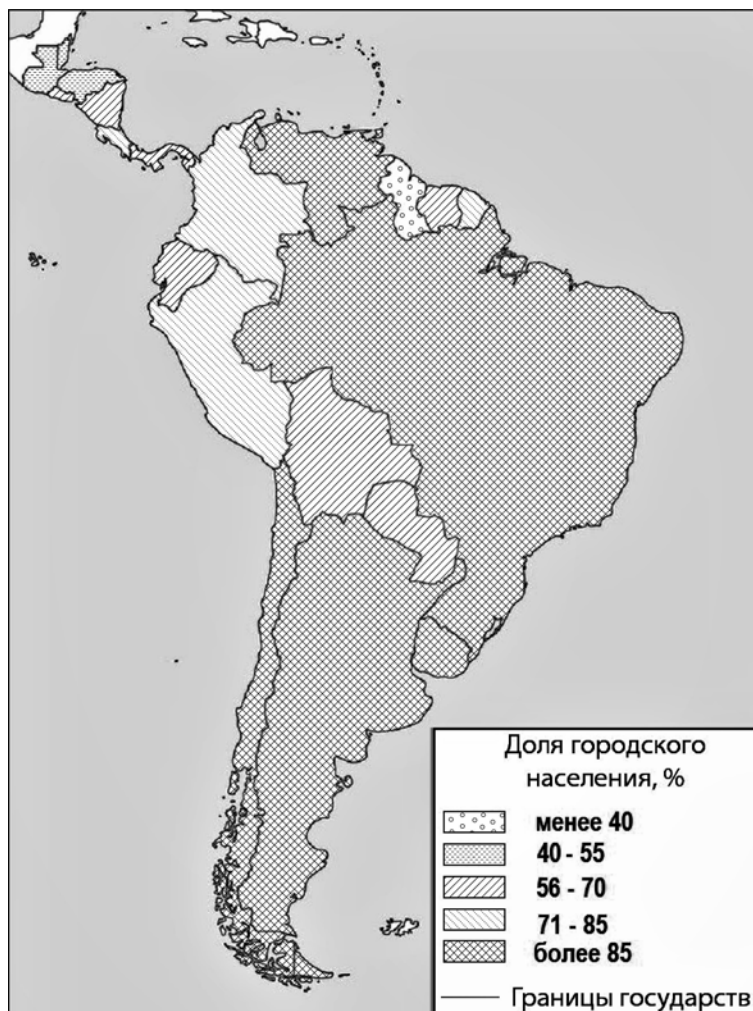 Доля городского
населения, %
менее 40
40 - 55
56 - 70
71 - 85
более 85
Границы государств